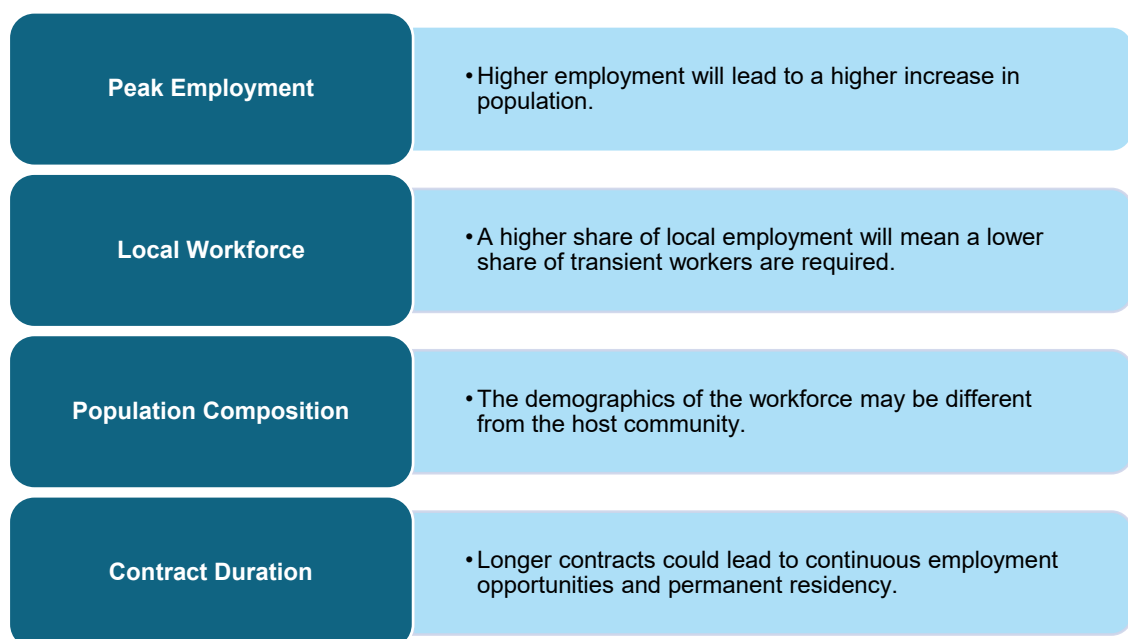 Peak Employment
•Higher employment will lead to a higher increase in
population.
Local Workforce
•A higher share of local employment will mean a lower
share of transient workers are required.
Population Composition
•The demographics of the workforce may be different
from the host community.
Contract Duration
•Longer contracts could lead to continuous employment
opportunities and permanent residency.